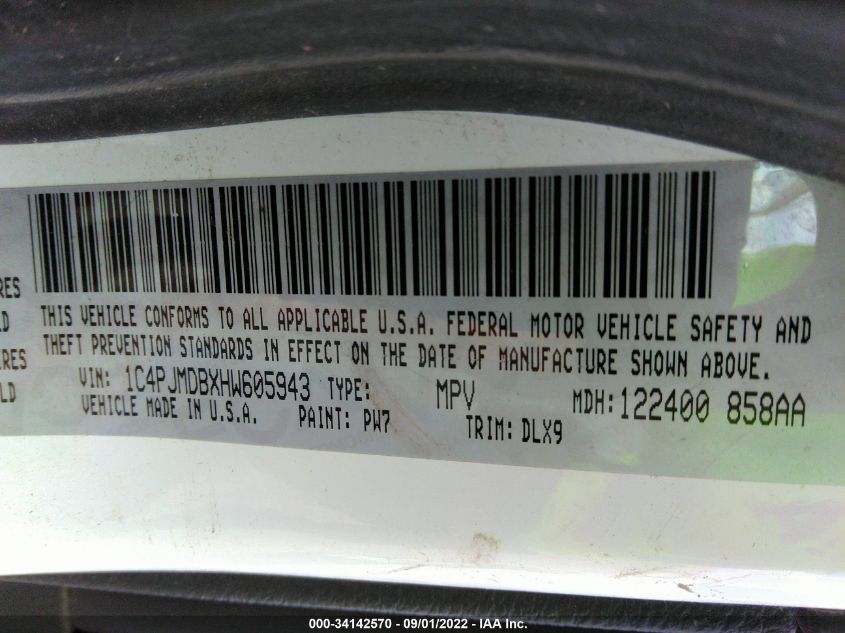 RES
LD
IRES
LD
THIS VEHICLE CONFORMS TO ALL APPLICABLE U.S.A. FEDERAL MOTOR VEHICLE SAFETY AND
THEFT PREVENTION STANDARDS IN EFFECT ON THE DATE OF MANUFACTURE SHOWN ABOVE.
VIN: 1C4PJMDBXHW605943 TYPE: MPV MDH: 122400 858AA
VEHICLE MADE IN U.S.A. PAINT: PW7 TRIM: DLX9
000-34142570 - 09/01/2022 - IAA Inc.